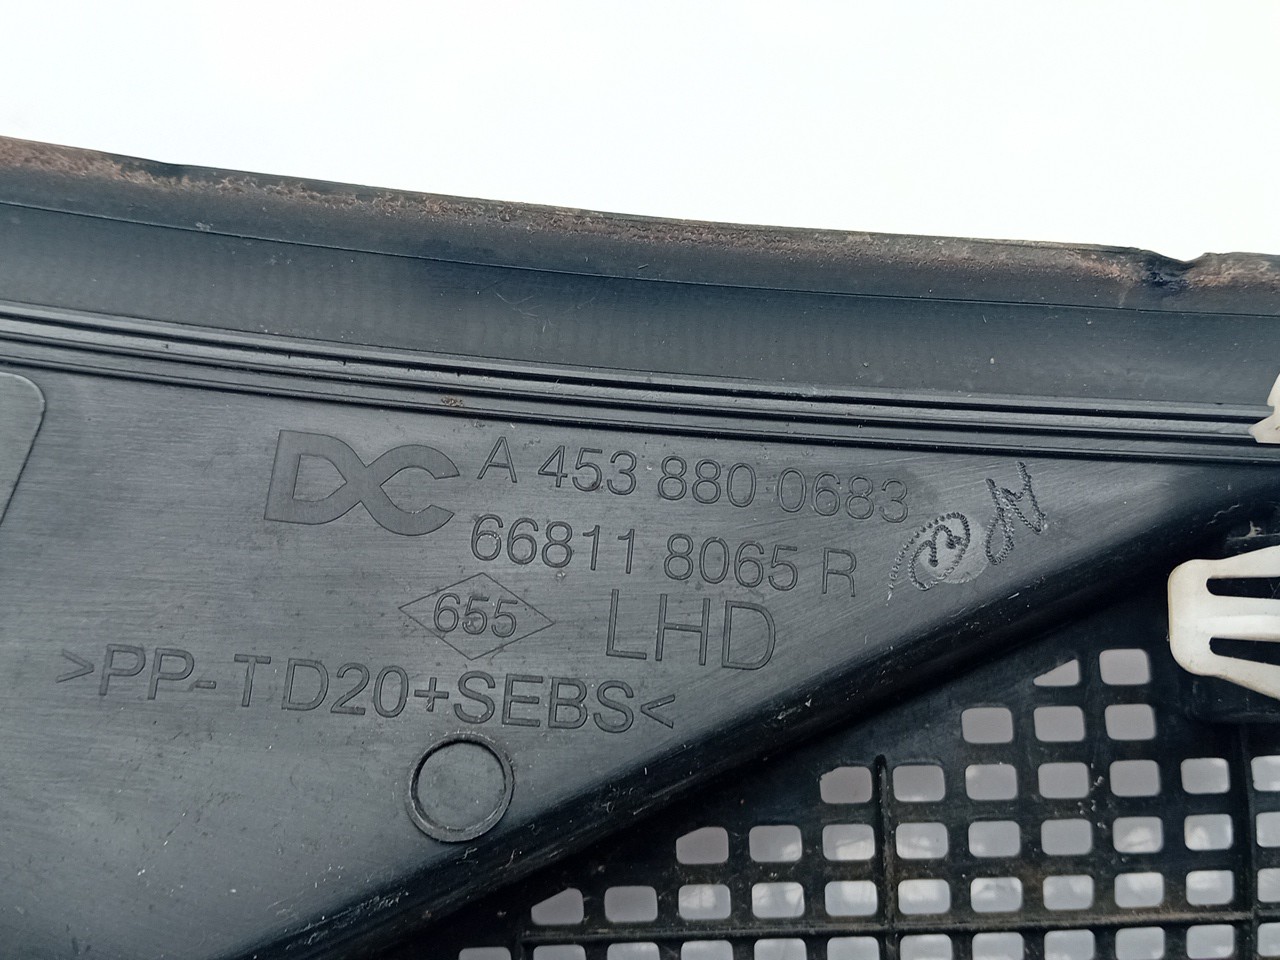 DC A 453 880 0683
66811 8065 R
655 LHD
>PP-TD20+SEBS<